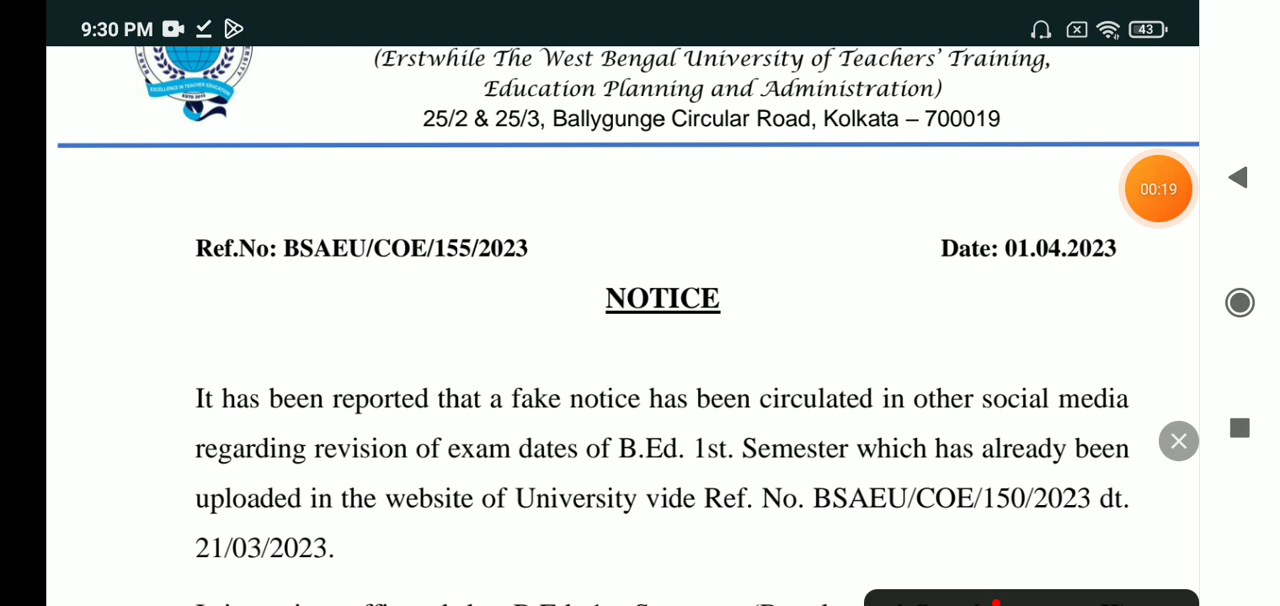 9:30 PM
43
(Erstwhile The West Bengal University of Teachers' Training,
Education Planning and Administration)
EXCELLENCE IN TEACHER EDUCATION
25/2 & 25/3, Ballygunge Circular Road, Kolkata – 700019
00:19
Ref.No: BSAEU/COE/155/2023 Date: 01.04.2023
NOTICE
It has been reported that a fake notice has been circulated in other social media
regarding revision of exam dates of B.Ed. 1st. Semester which has already been
uploaded in the website of University vide Ref. No. BSAEU/COE/150/2023 dt.
21/03/2023.